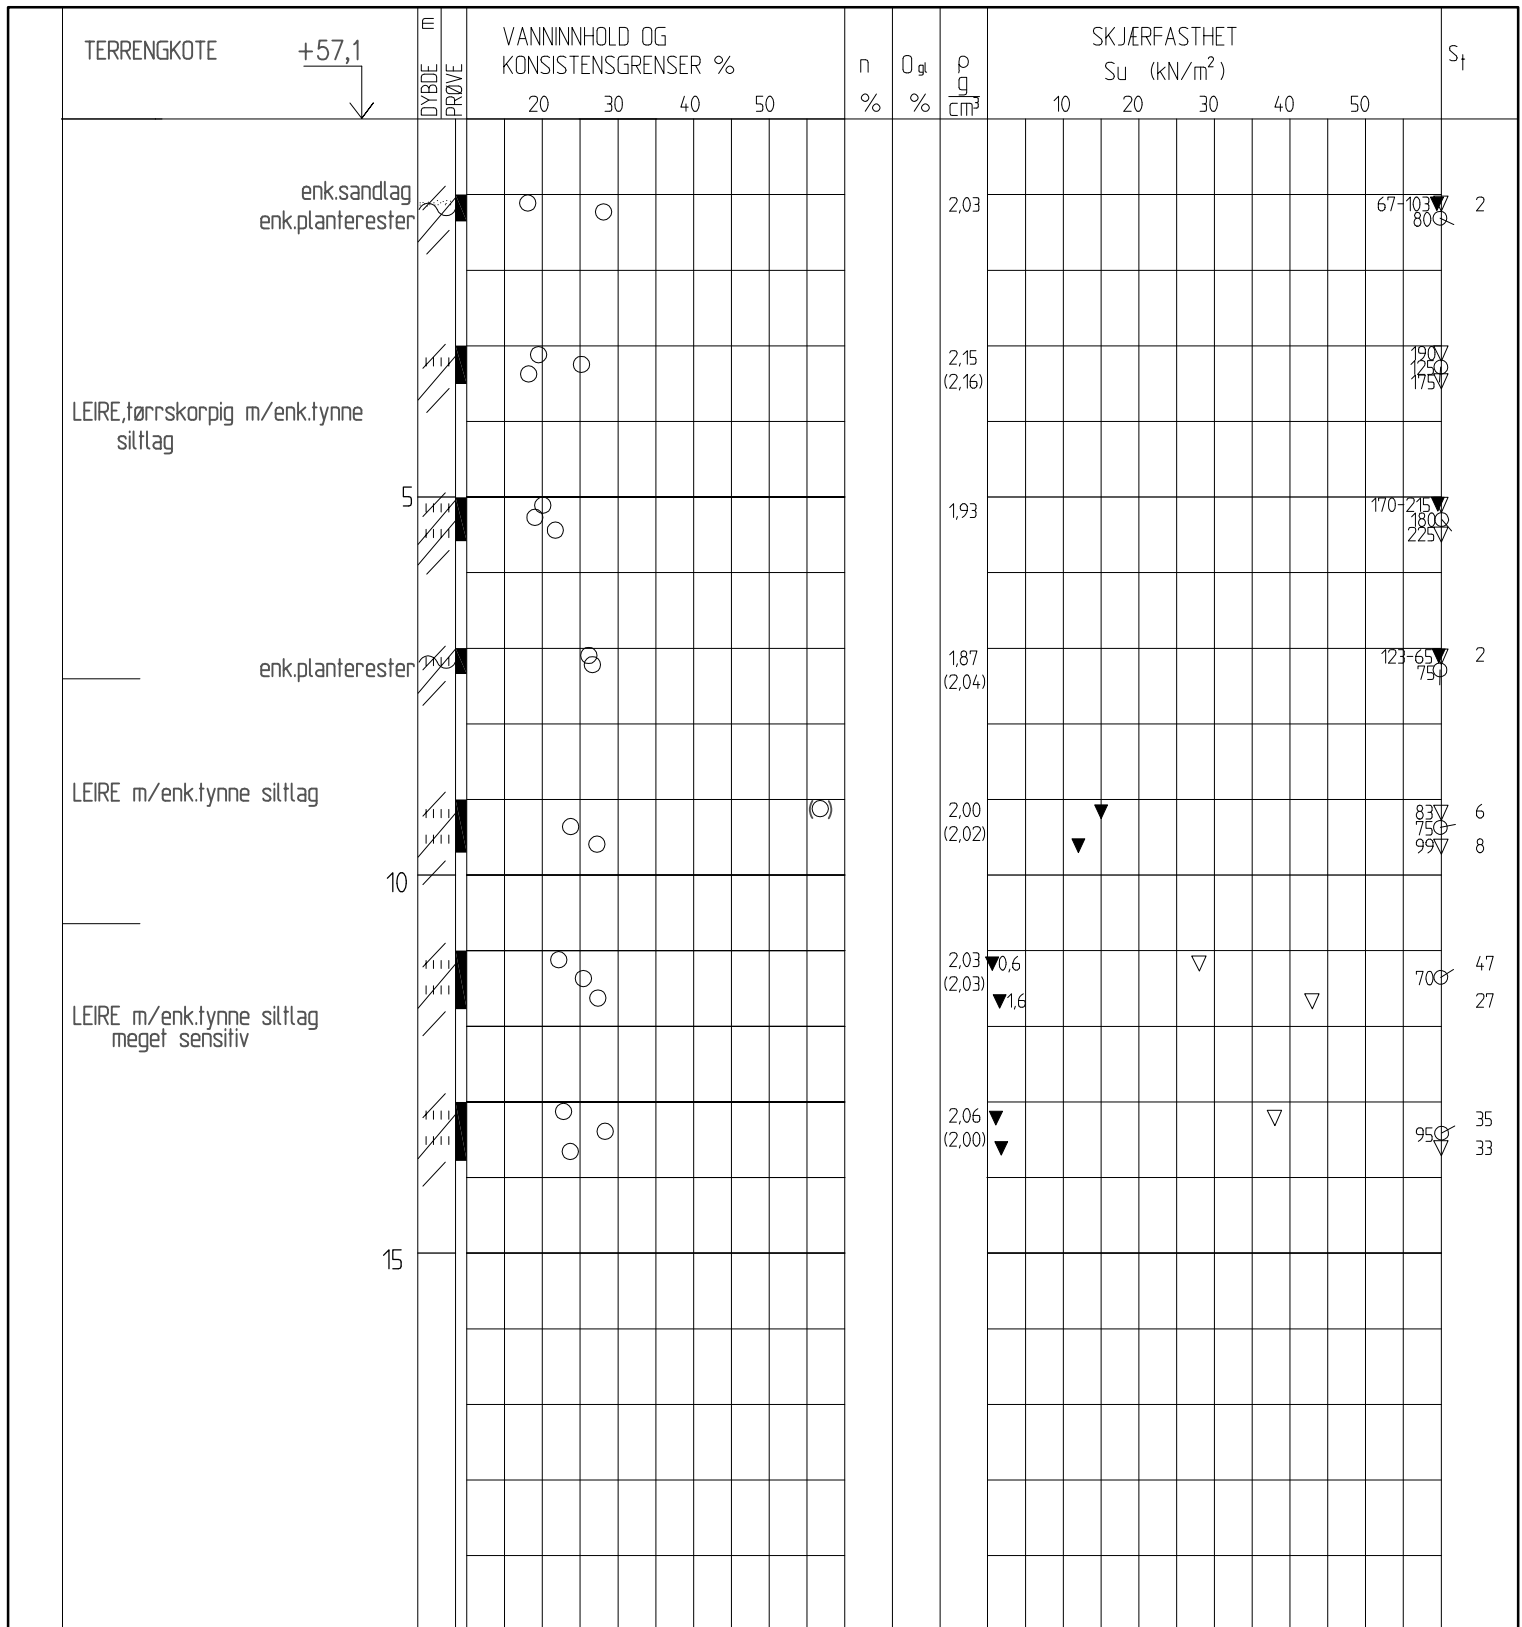 TERRENGKOTE +57,1
m
DYBDE
PRØVE
VANNINNHOLD OG
KONSISTENSGRENSER %
20 30 40 50
n
%
O gl
%
ρ
g
cm³
SKJÆRFASTHET
Su (kN/m²)
10 20 30 40 50
St
enk.sandlag
enk.planterester
2,03
67-103
80
2
2,15
(2,16)
190
125
175
LEIRE,tørrskorpig m/enk.tynne
siltlag
5
1,93
170-215
180
225
enk.planterester
1,87
(2,04)
123-65
75
2
LEIRE m/enk.tynne siltlag
( )
2,00
(2,02)
83
75
99
6
8
10
2,03
(2,03)
0,6
1,6
70
47
27
LEIRE m/enk.tynne siltlag
meget sensitiv
2,06
(2,00)
95
35
33
15